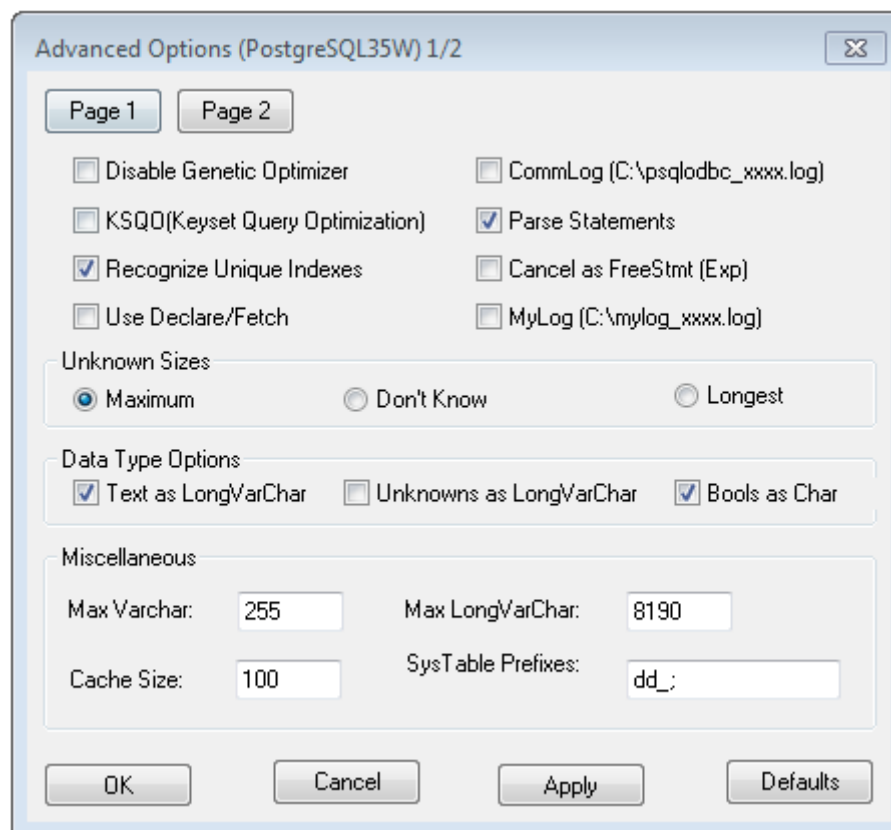 Advanced Options (PostgreSQL35W) 1/2
Page 1 Page 2
Disable Genetic Optimizer CommLog (C:\psqlodbc_xxxx.log)
KSQO(Keyset Query Optimization) Parse Statements
Recognize Unique Indexes Cancel as FreeStmt (Exp)
Use Declare/Fetch MyLog (C:\mylog_xxxx.log)
Unknown Sizes
Maximum Don't Know Longest
Data Type Options
Text as LongVarChar Unknowns as LongVarChar Bools as Char
Miscellaneous
Max Varchar: 255 Max LongVarChar: 8190
Cache Size: 100 SysTable Prefixes: dd_;
OK Cancel Apply Defaults